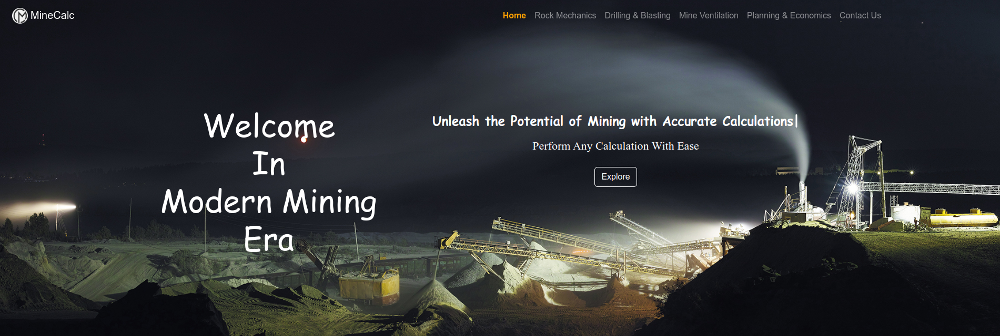 MineCalc
Home Rock Mechanics Drilling & Blasting Mine Ventilation Planning & Economics Contact Us
Welcome
In
Modern Mining
Era
Unleash the Potential of Mining with Accurate Calculations|
Perform Any Calculation With Ease
Explore